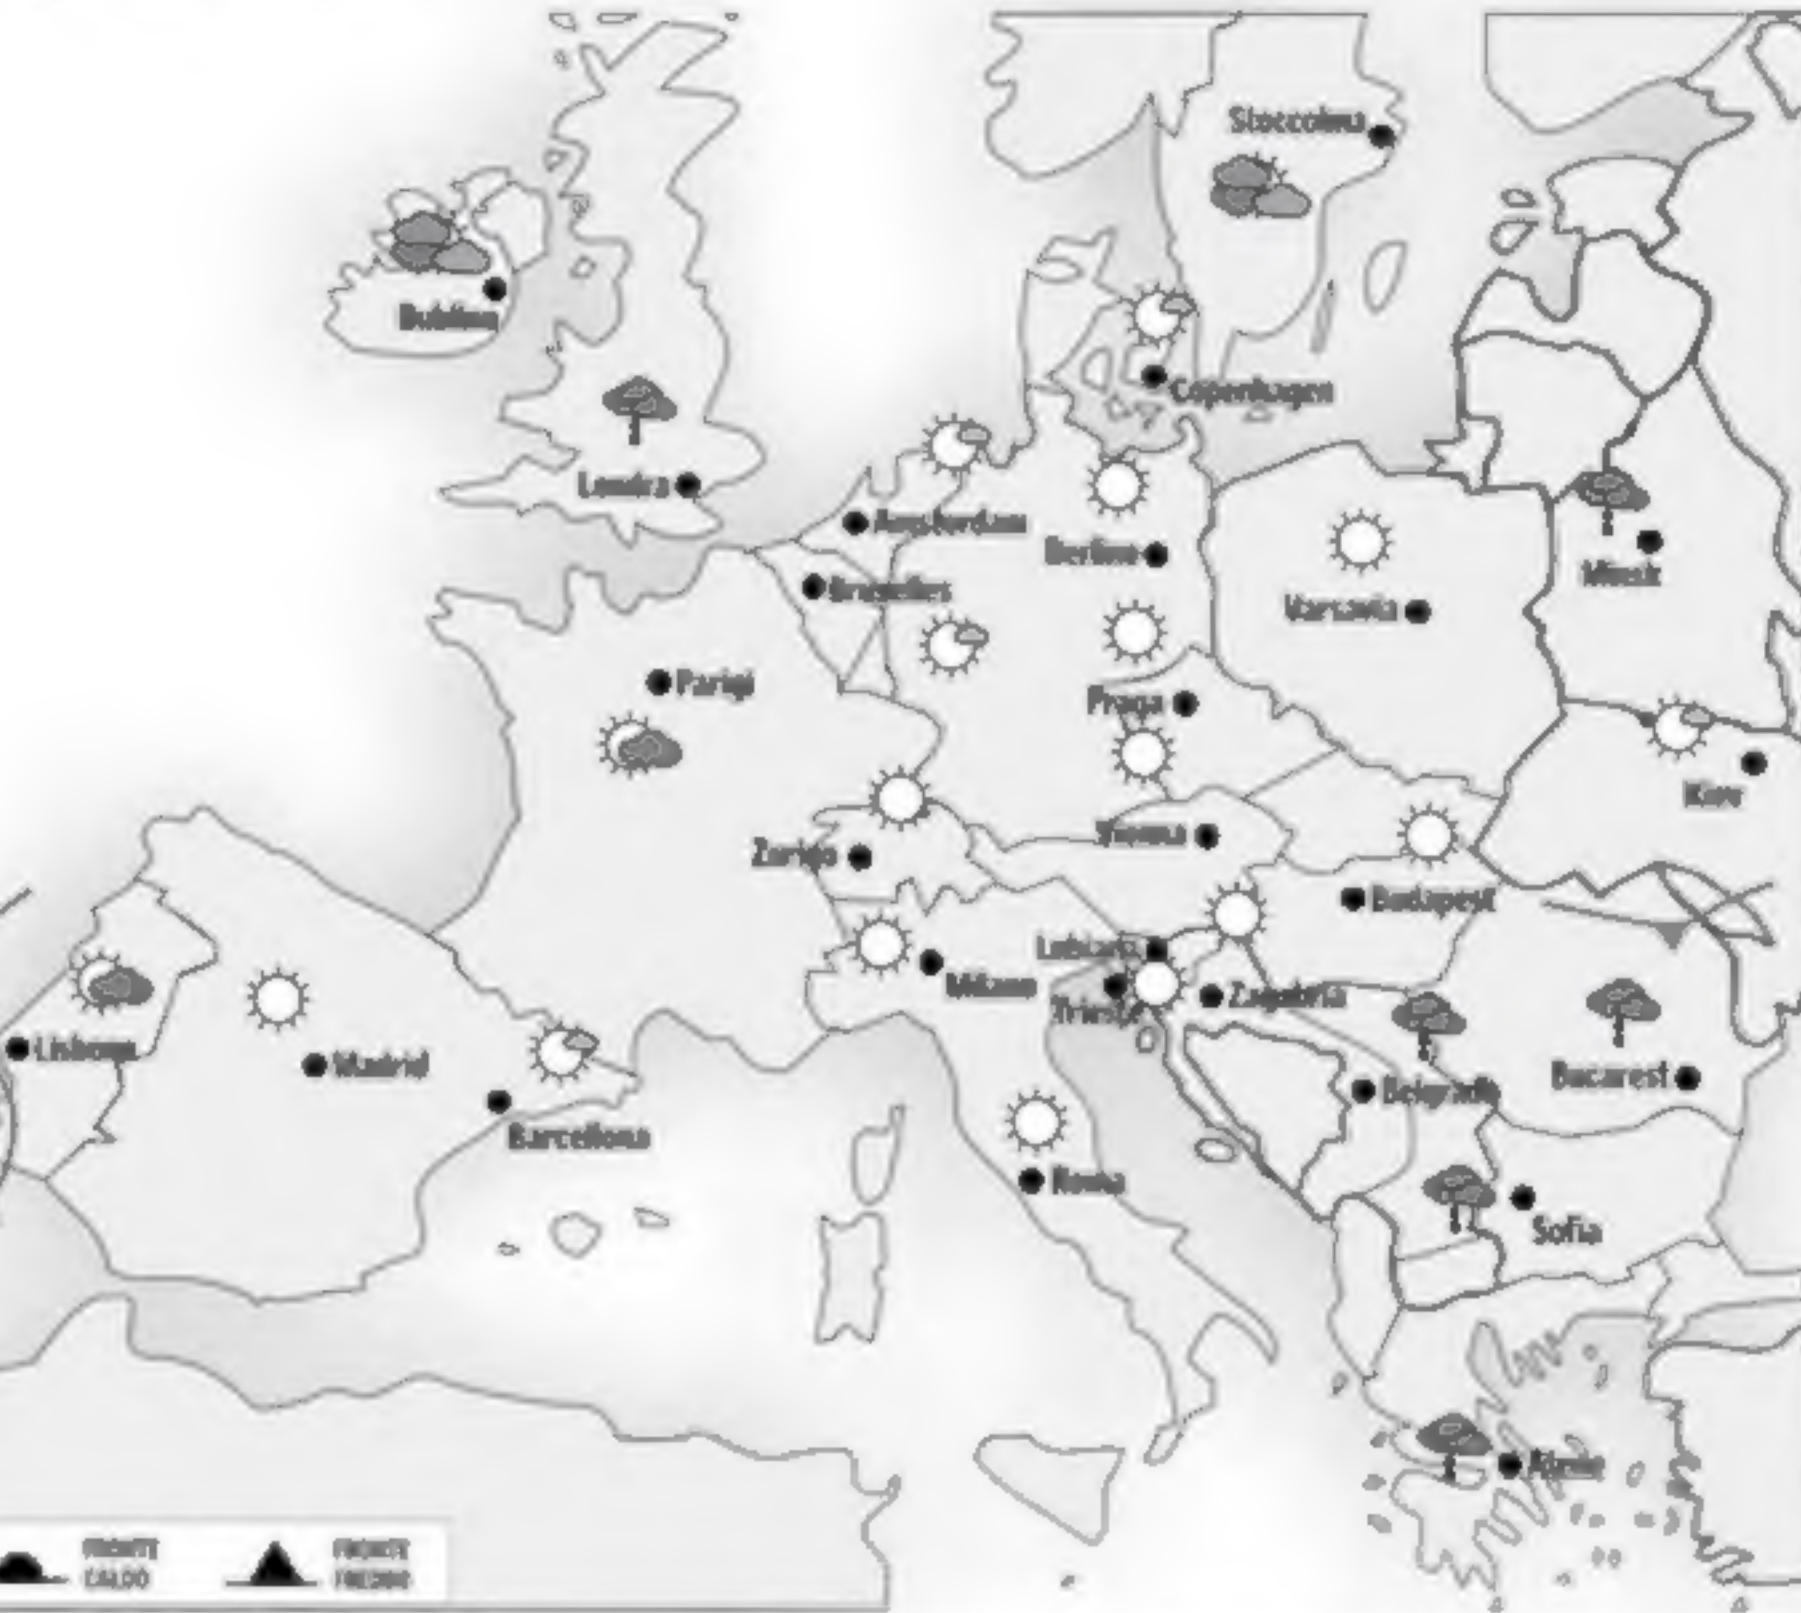 Stoccolma
Dublino
Copenhagen
Londra
Amsterdam
Berlino
Minsk
Bruxelles
Varsavia
Parigi
Praga
Kiev
Vienna
Zurigo
Budapest
Lubiana
Milano
Zagabria
Trieste
Lisbona
Madrid
Bucarest
Belgrado
Barcellona
Roma
Sofia
Atene
FRONTE
CALDO
FRONTE
FREDDO